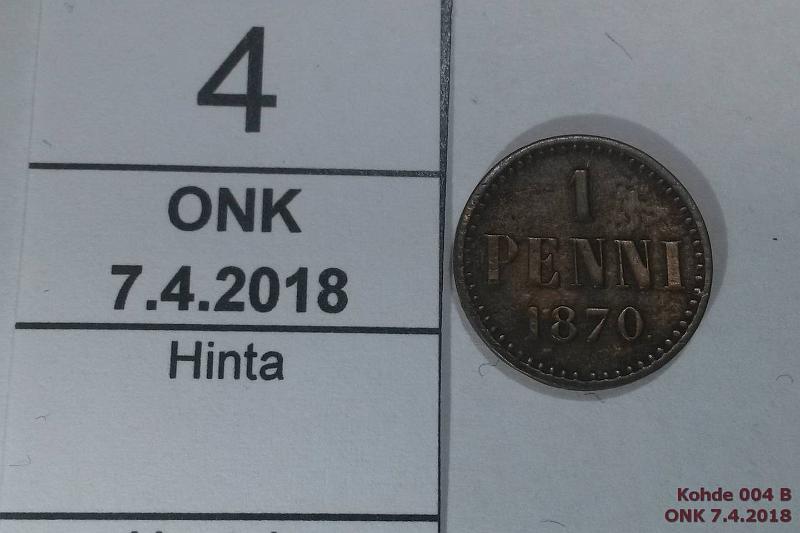 4
ONK
7.4.2018
Hinta
1
PENNI
1870
Kohde 004 B
ONK 7.4.2018